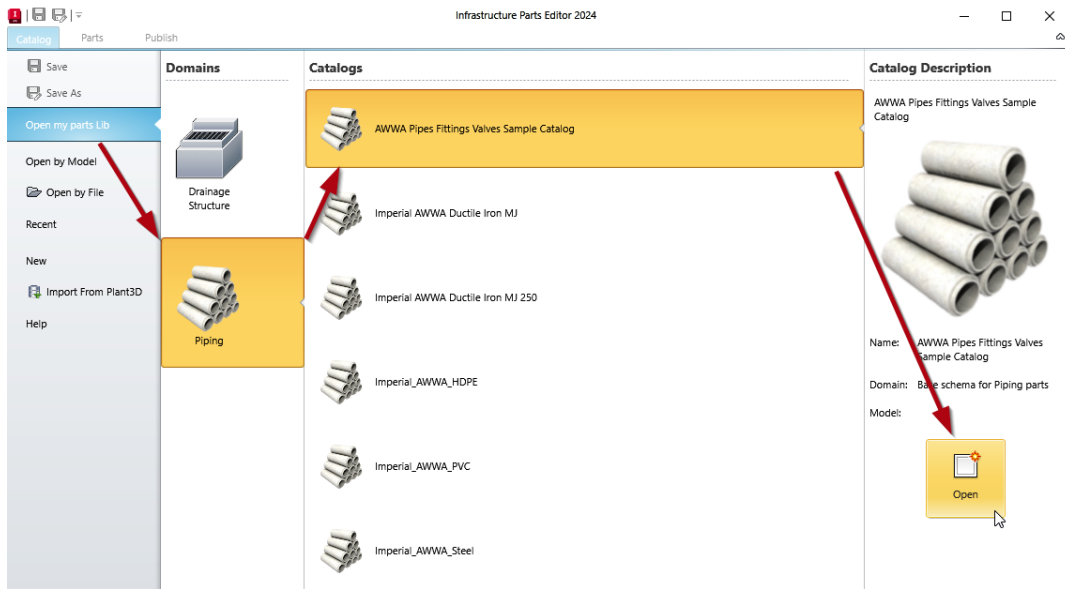 Infrastructure Parts Editor 2024
Catalog
Parts
Publish
Save
Save As
Open my parts Lib
Open by Model
Open by File
Recent
New
Import From Plant3D
Help
Domains
Drainage
Structure
Piping
Catalogs
AWWA Pipes Fittings Valves Sample Catalog
Imperial AWWA Ductile Iron MJ
Imperial AWWA Ductile Iron MJ 250
Imperial_AWWA_HDPE
Imperial_AWWA_PVC
Imperial_AWWA_Steel
Catalog Description
AWWA Pipes Fittings Valves Sample
Catalog
Name: AWWA Pipes Fittings Valves
Sample Catalog
Domain: Base schema for Piping parts
Model:
Open